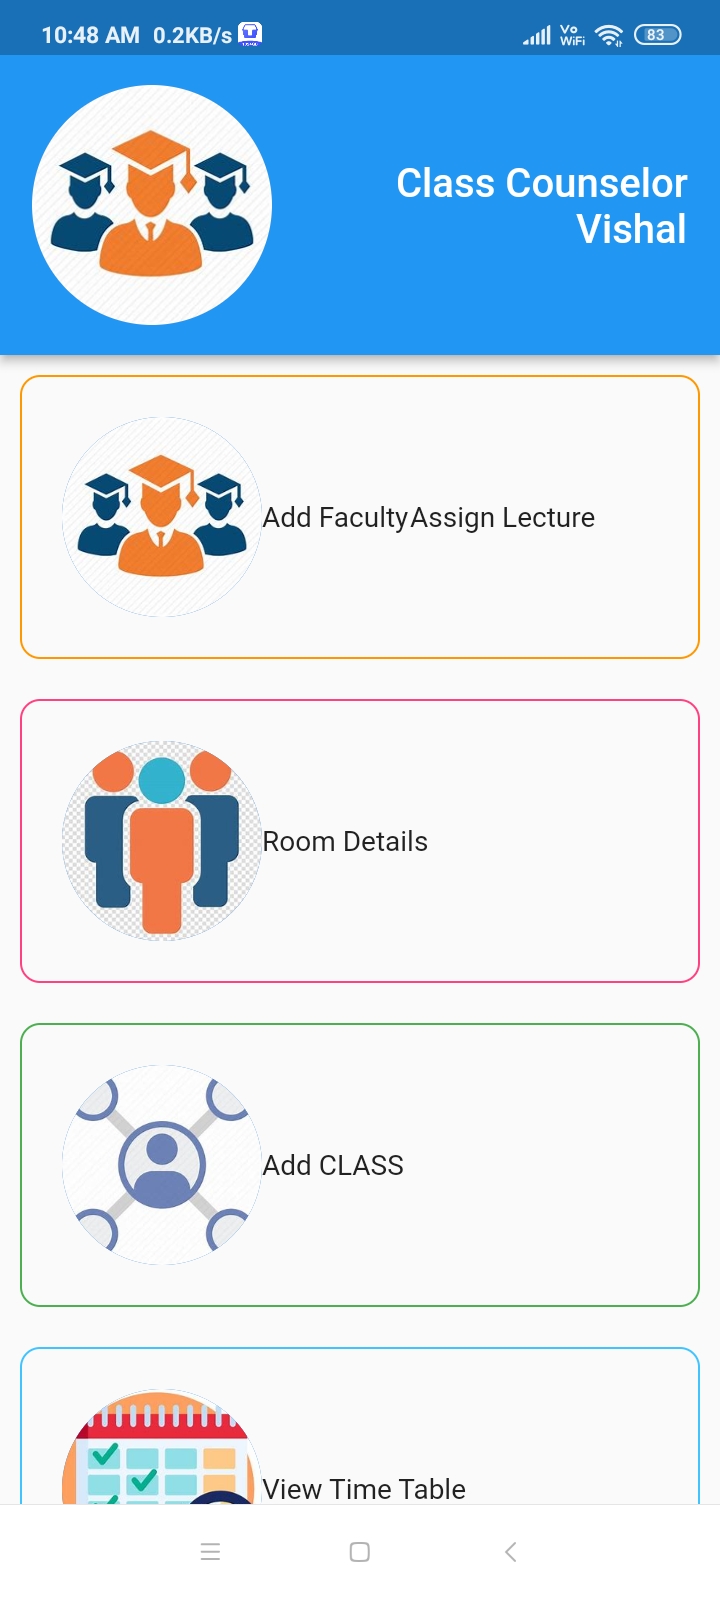 10:48 AM 0.2KB/s
Vo
WiFi
83
Class Counselor
Vishal
Add FacultyAssign Lecture
Room Details
Add CLASS
View Time Table